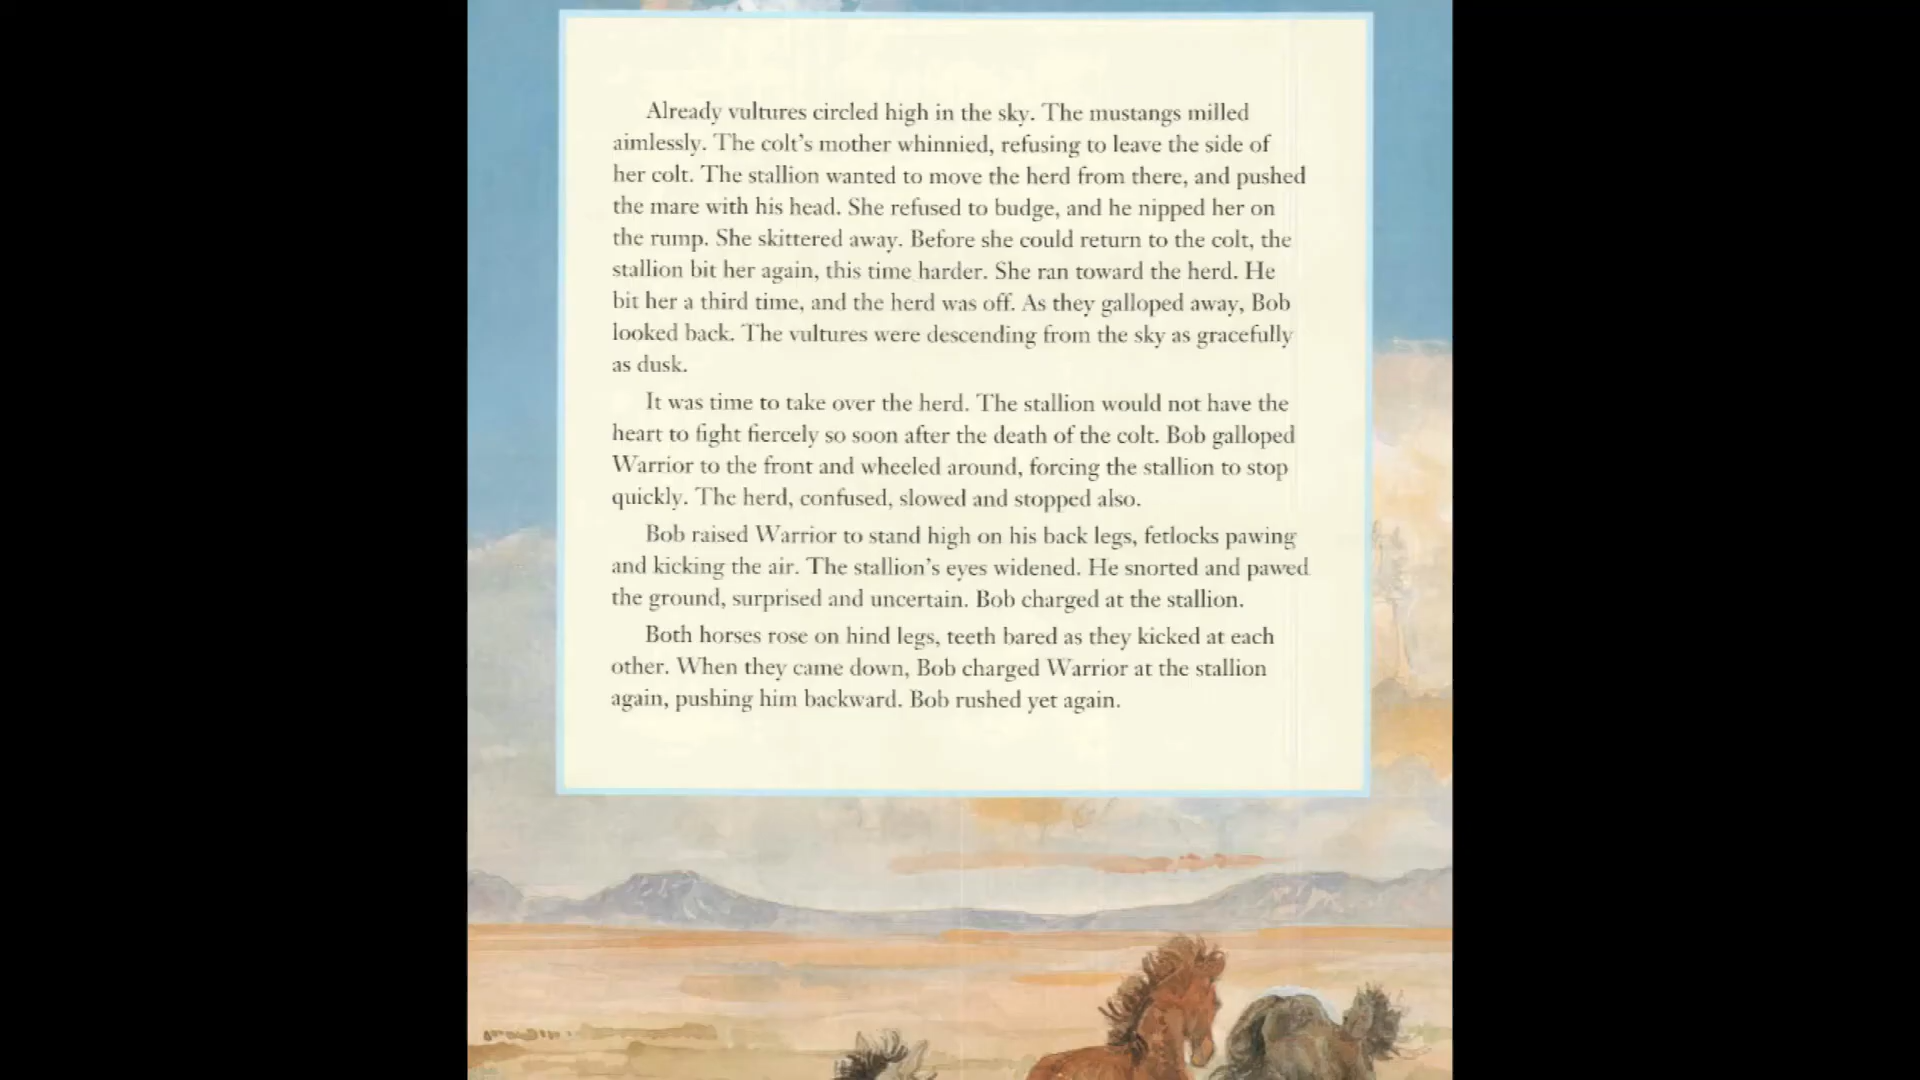 Already vultures circled high in the sky. The mustangs milled
aimlessly. The colt's mother whinnied, refusing to leave the side of
her colt. The stallion wanted to move the herd from there, and pushed
the mare with his head. She refused to budge, and he nipped her on
the rump. She skittered away. Before she could return to the colt, the
stallion bit her again, this time harder. She ran toward the herd. He
bit her a third time, and the herd was off. As they galloped away, Bob
looked back. The vultures were descending from the sky as gracefully
as dusk.
It was time to take over the herd. The stallion would not have the
heart to fight fiercely so soon after the death of the colt. Bob galloped
Warrior to the front and wheeled around, forcing the stallion to stop
quickly. The herd, confused, slowed and stopped also.
Bob raised Warrior to stand high on his back legs, fetlocks pawing
and kicking the air. The stallion's eyes widened. He snorted and pawed
the ground, surprised and uncertain. Bob charged at the stallion.
Both horses rose on hind legs, teeth bared as they kicked at each
other. When they came down, Bob charged Warrior at the stallion
again, pushing him backward. Bob rushed yet again.